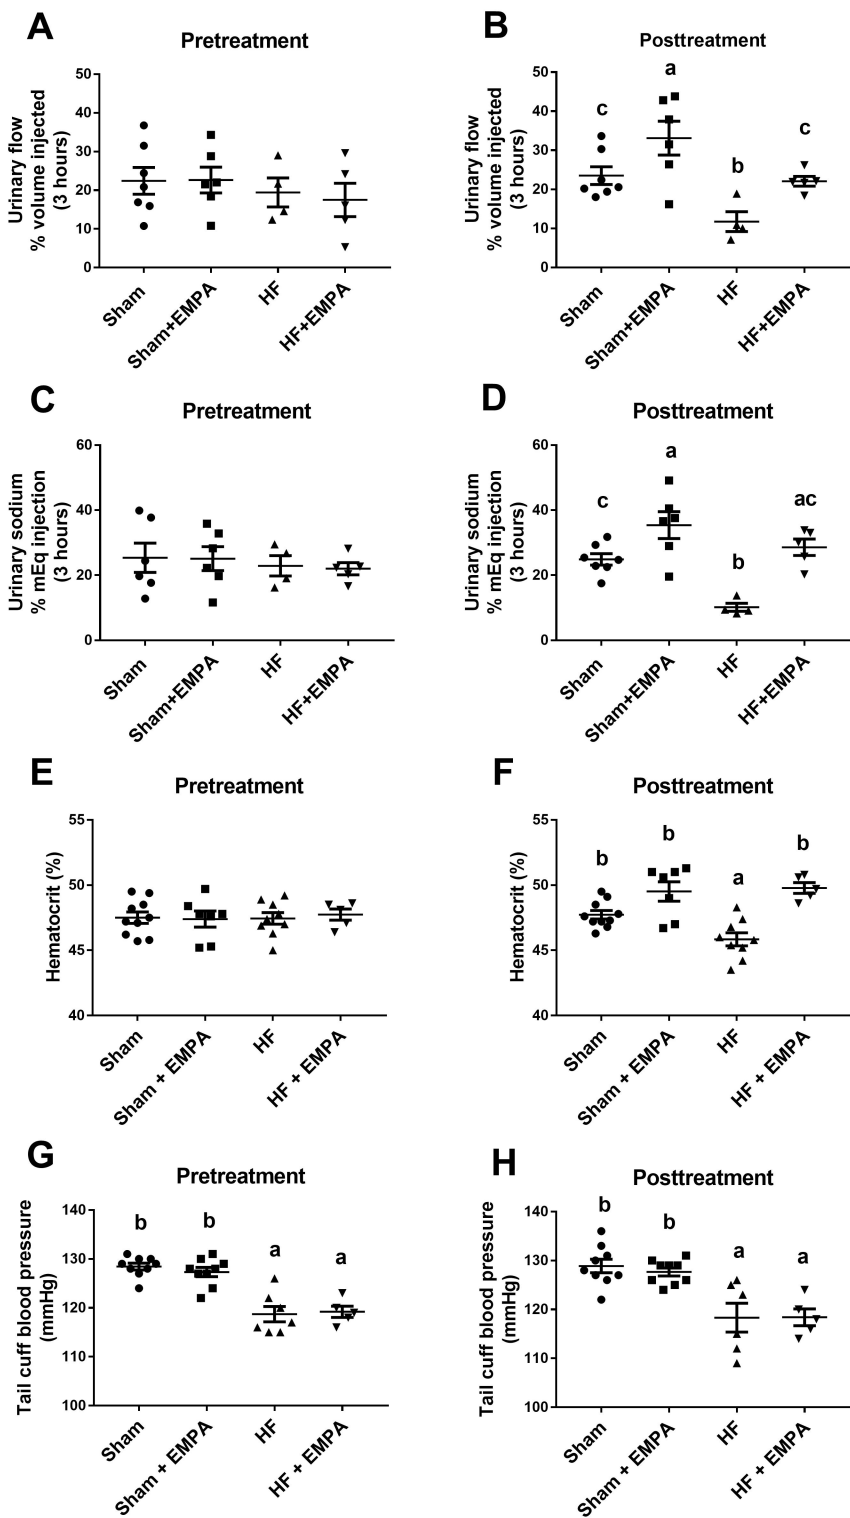 A
Pretreatment
Urinary flow
% volume injected
(3 hours)
50
40
30
20
10
0
Sham
Sham+EMPA
HF
HF+EMPA
B
Posttreatment
Urinary flow
% volume injected
(3 hours)
50
40
30
20
10
0
c
a
b
c
Sham
Sham+EMPA
HF
HF+EMPA
C
Pretreatment
Urinary sodium
% mEq injection
(3 hours)
60
40
20
0
Sham
Sham+EMPA
HF
HF+EMPA
D
Posttreatment
Urinary sodium
% mEq injection
(3 hours)
60
40
20
0
c
a
b
ac
Sham
Sham+EMPA
HF
HF+EMPA
E
Pretreatment
Hematocrit (%)
55
50
45
40
Sham
Sham + EMPA
HF
HF + EMPA
F
Posttreatment
Hematocrit (%)
55
50
45
40
b
b
a
b
Sham
Sham + EMPA
HF
HF + EMPA
G
Pretreatment
Tail cuff blood pressure
(mmHg)
140
130
120
110
100
b
b
a
a
Sham
Sham + EMPA
HF
HF + EMPA
H
Posttreatment
Tail cuff blood pressure
(mmHg)
140
130
120
110
100
b
b
a
a
Sham
Sham + EMPA
HF
HF + EMPA